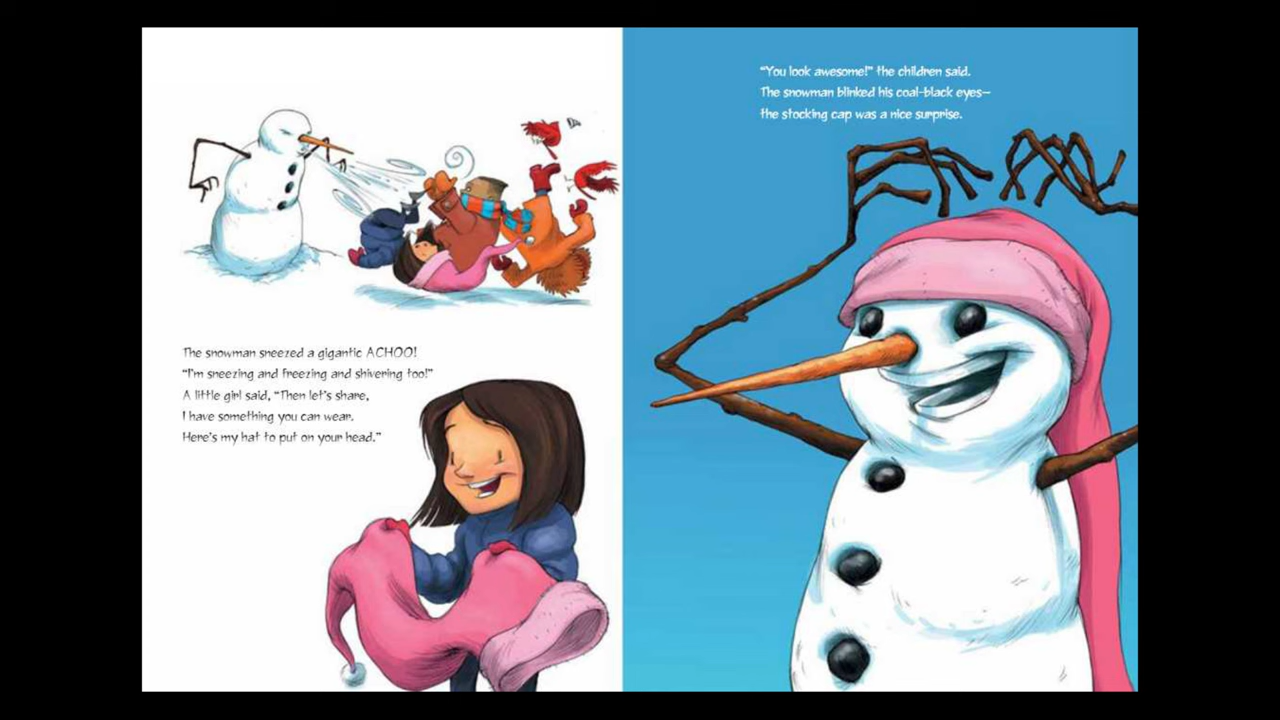 The snowman sneezed a gigantic ACHOO!
"I'm sneezing and freezing and shivering too!"
A little girl said, "Then let's share,
I have something you can wear.
Here's my hat to put on your head."
"You look awesome!" the children said.
The snowman blinked his coal-black eyes—
the stocking cap was a nice surprise.